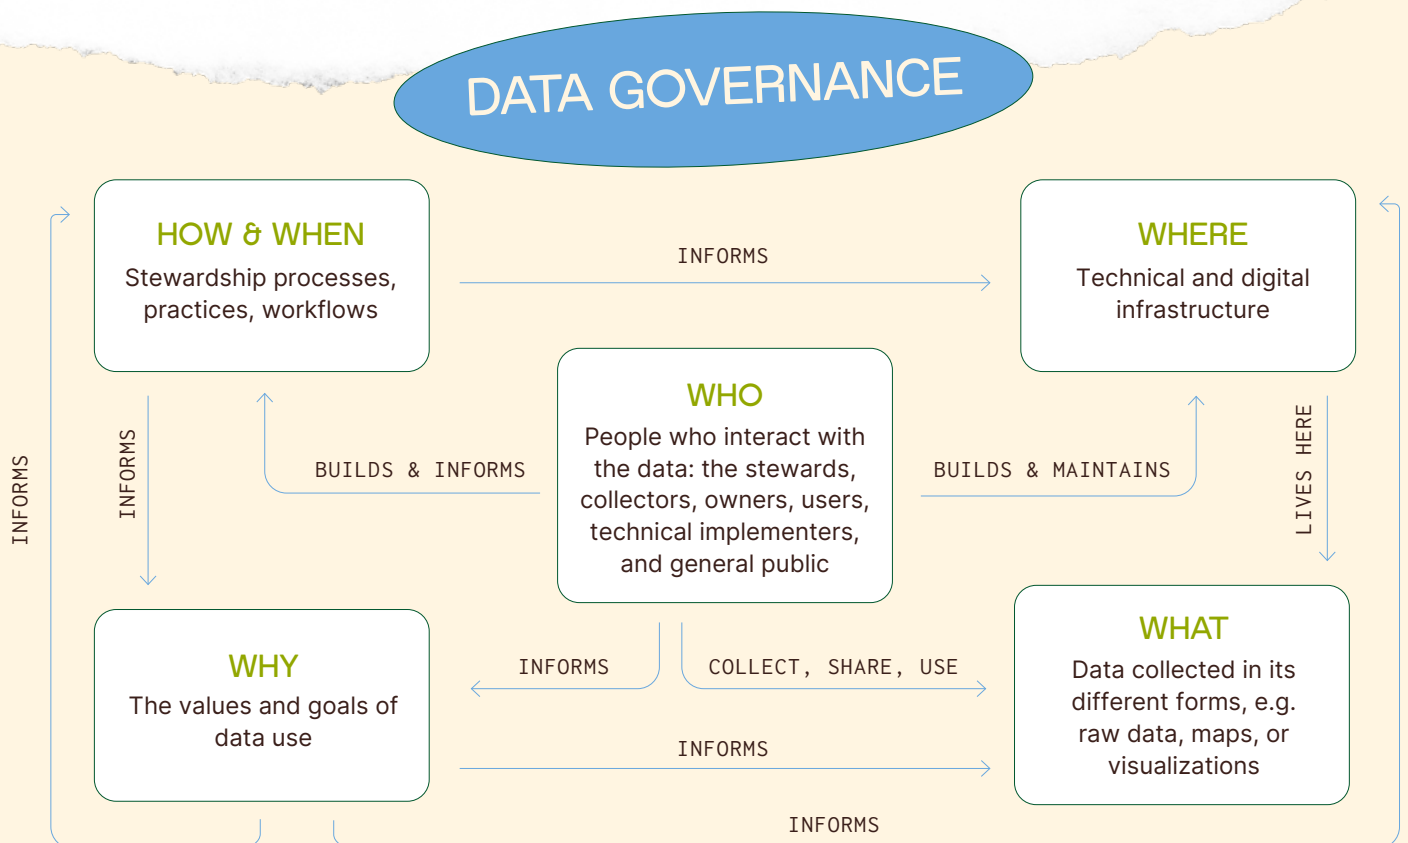 DATA GOVERNANCE
HOW & WHEN
Stewardship processes,
practices, workflows
INFORMS
WHERE
Technical and digital
infrastructure
WHO
People who interact with
the data: the stewards,
collectors, owners, users,
technical implementers,
and general public
INFORMS
INFORMS
BUILDS & INFORMS
BUILDS & MAINTAINS
LIVES HERE
WHY
The values and goals of
data use
INFORMS
COLLECT, SHARE, USE
WHAT
Data collected in its
different forms, e.g.
raw data, maps, or
visualizations
INFORMS
INFORMS